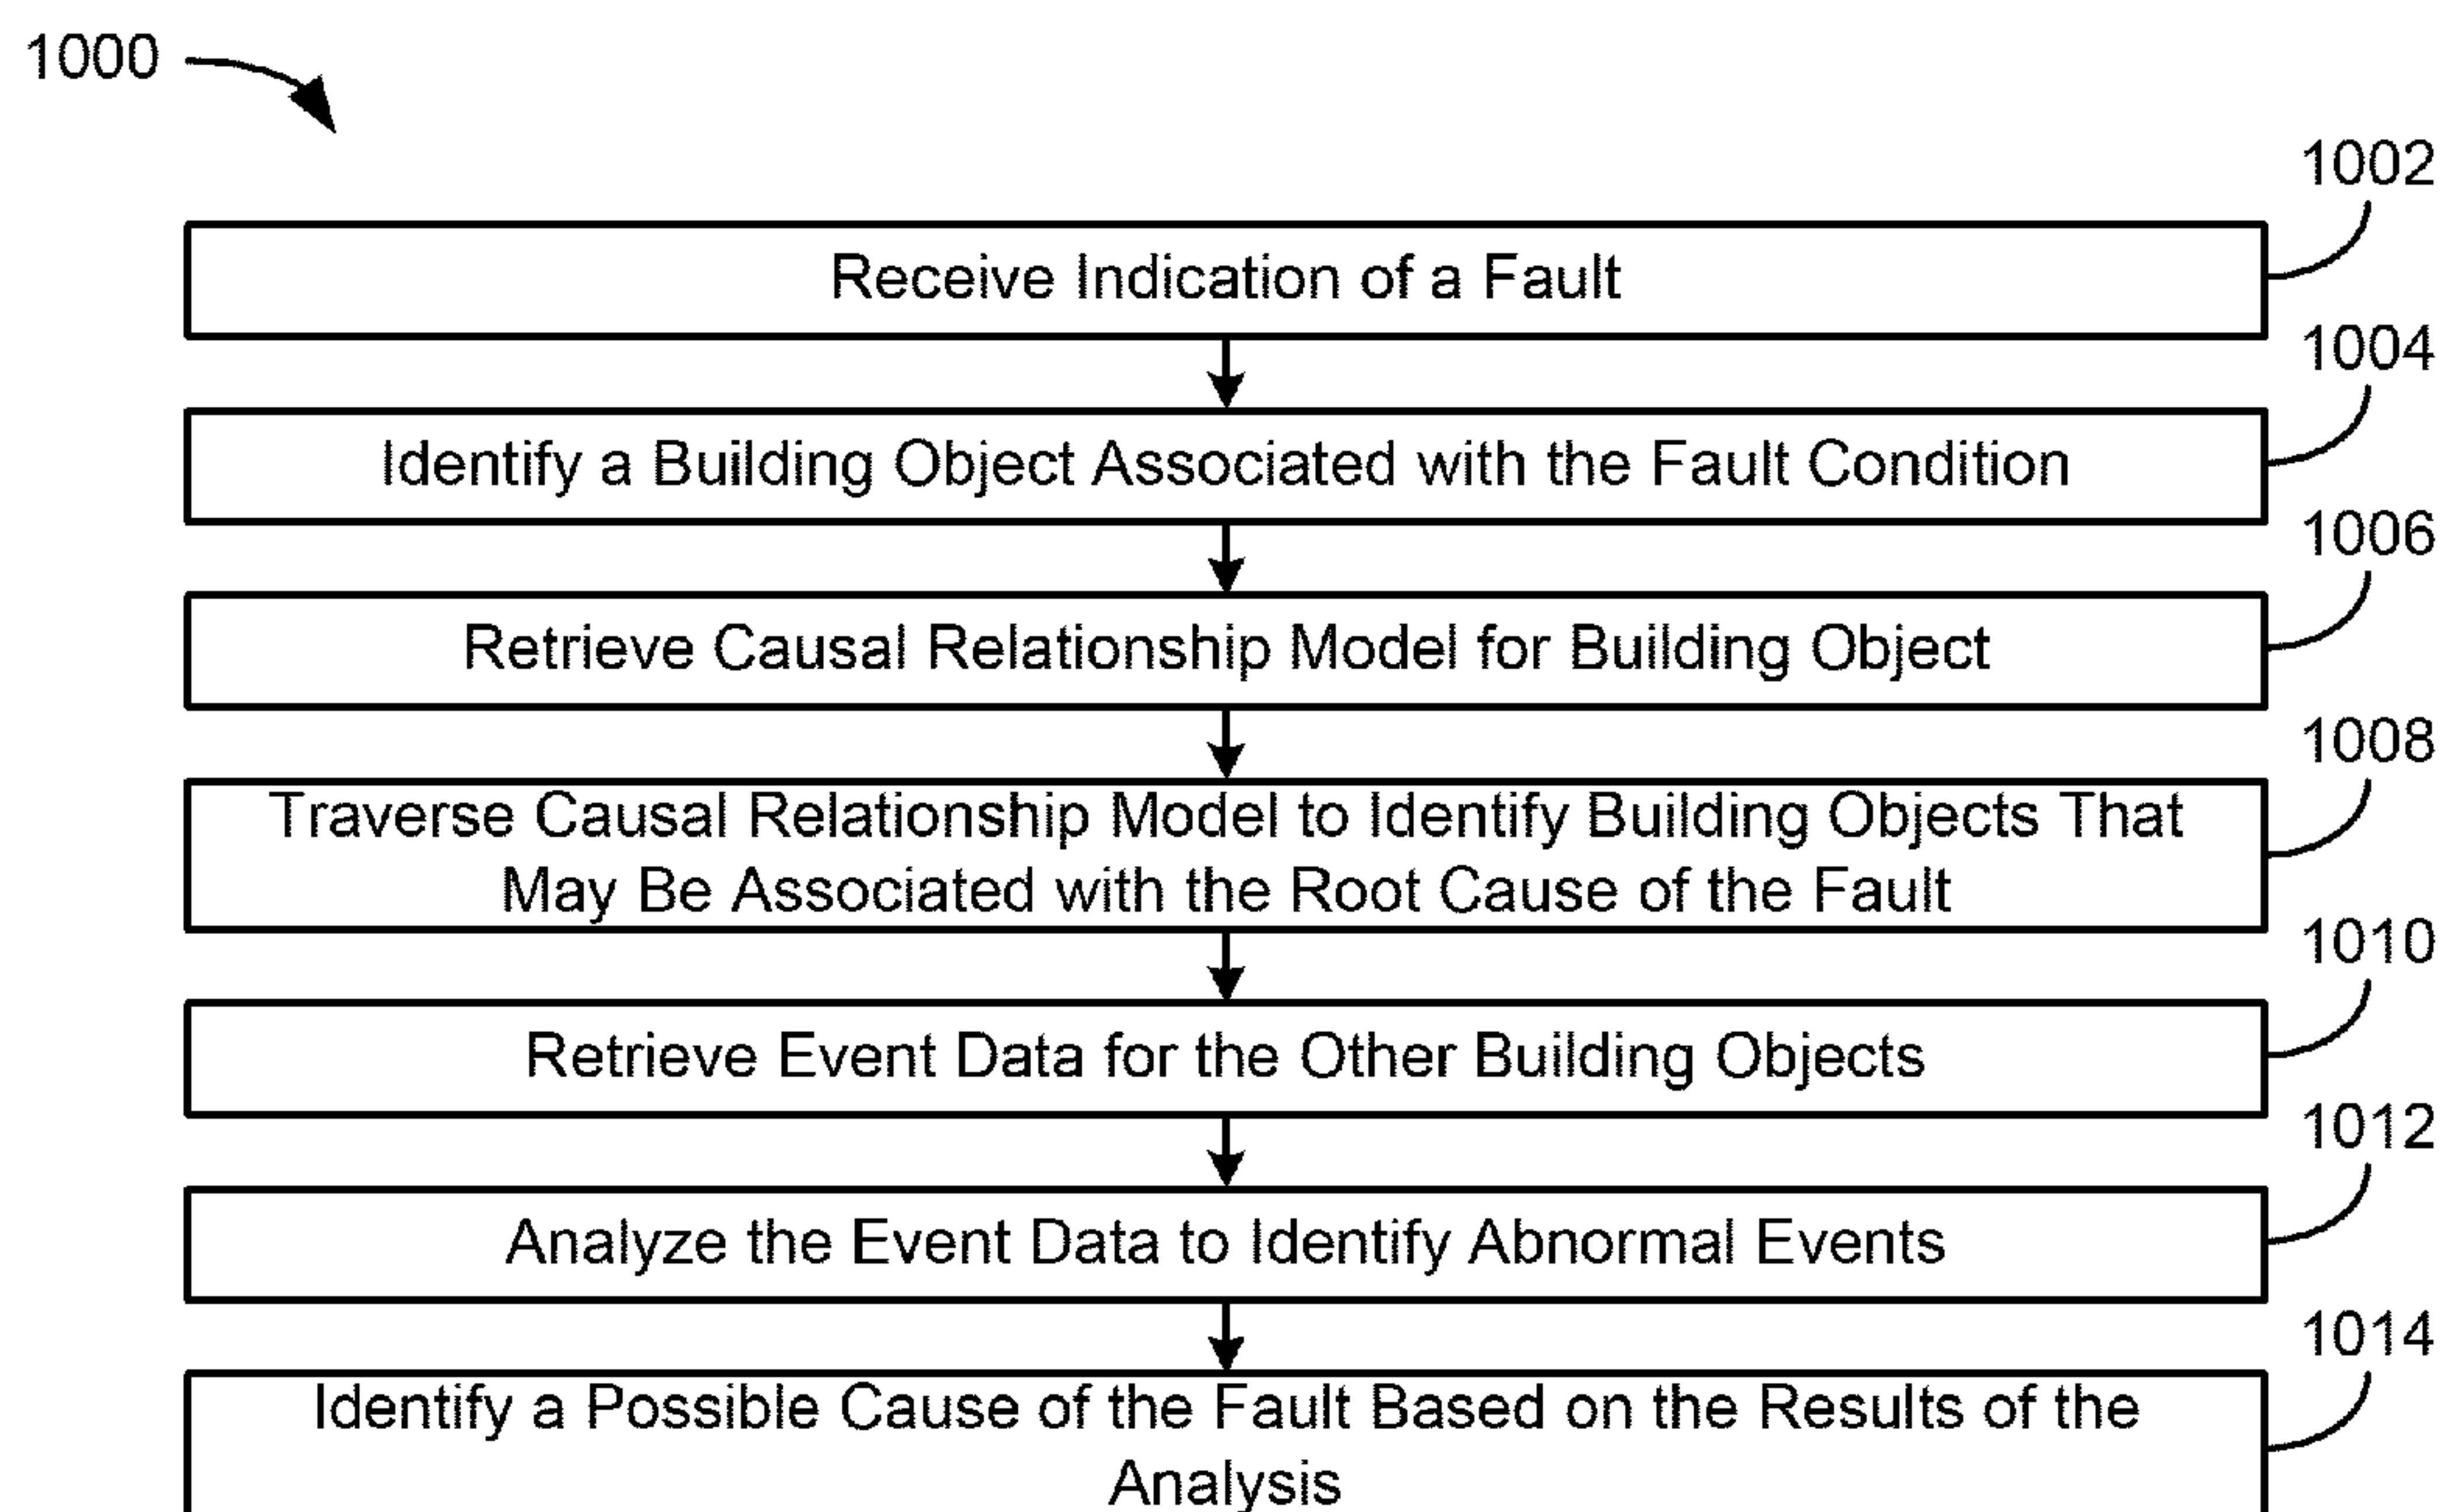 1000
1002
Receive Indication of a Fault
1004
Identify a Building Object Associated with the Fault Condition
1006
Retrieve Causal Relationship Model for Building Object
1008
Traverse Causal Relationship Model to Identify Building Objects That
May Be Associated with the Root Cause of the Fault
1010
Retrieve Event Data for the Other Building Objects
1012
Analyze the Event Data to Identify Abnormal Events
1014
Identify a Possible Cause of the Fault Based on the Results of the
Analysis